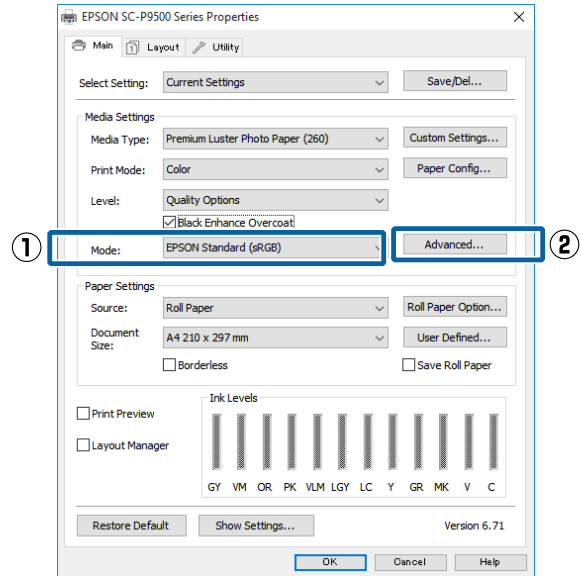 EPSON SC-P9500 Series Properties
Main Layout Utility
Select Setting: Current Settings Save/Del...
Media Settings
Media Type: Premium Luster Photo Paper (260) Custom Settings...
Print Mode: Color Paper Config...
Level: Quality Options
Black Enhance Overcoat
① Mode: EPSON Standard (sRGB) Advanced... ②
Paper Settings
Source: Roll Paper Roll Paper Option...
Document Size: A4 210 x 297 mm User Defined...
Borderless Save Roll Paper
Ink Levels
Print Preview
Layout Manager
GY VM OR PK VLM LGY LC Y GR MK V C
Restore Default Show Settings... Version 6.71
OK Cancel Help